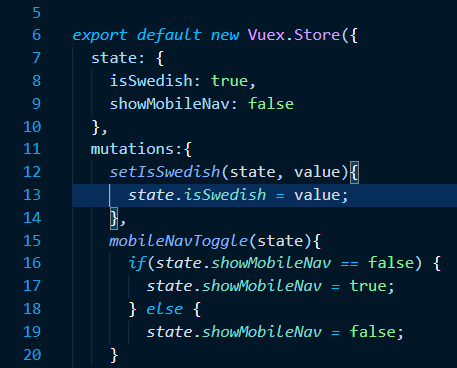 5
6 export default new Vuex.Store({
7 state: {
8 isSwedish: true,
9 showMobileNav: false
10 },
11 mutations:{
12 setIsSwedish(state, value){
13 state.isSwedish = value;
14 },
15 mobileNavToggle(state){
16 if(state.showMobileNav == false) {
17 state.showMobileNav = true;
18 } else {
19 state.showMobileNav = false;
20 }